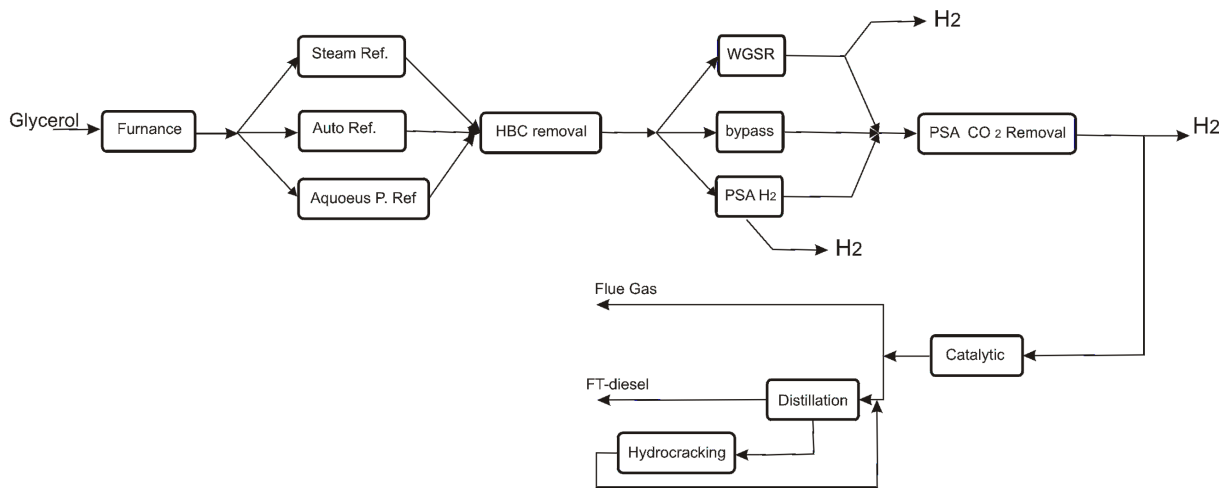 H2
Steam Ref.
WGSR
Glycerol
Furnance
Auto Ref.
HBC removal
bypass
PSA CO 2 Removal
H2
Aquoeus P. Ref
PSA H2
H2
Flue Gas
Catalytic
FT-diesel
Distillation
Hydrocracking